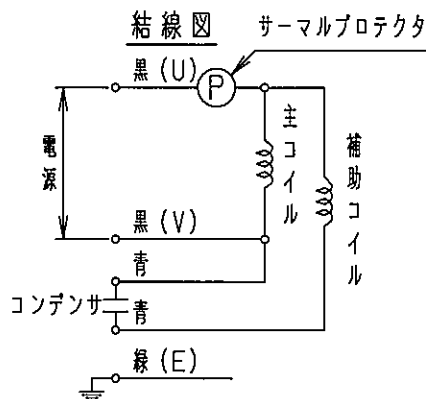 結線図
サーマルプロテクタ
黒(U)
P
電源
主コイル
補助コイル
黒(V)
青
コンデンサ
青
緑(E)